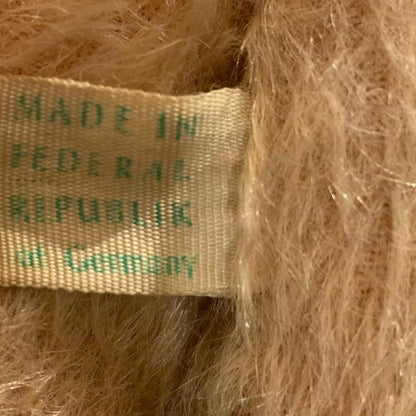 MADE IN
FEDERAL
REPUBLIK
of Germany